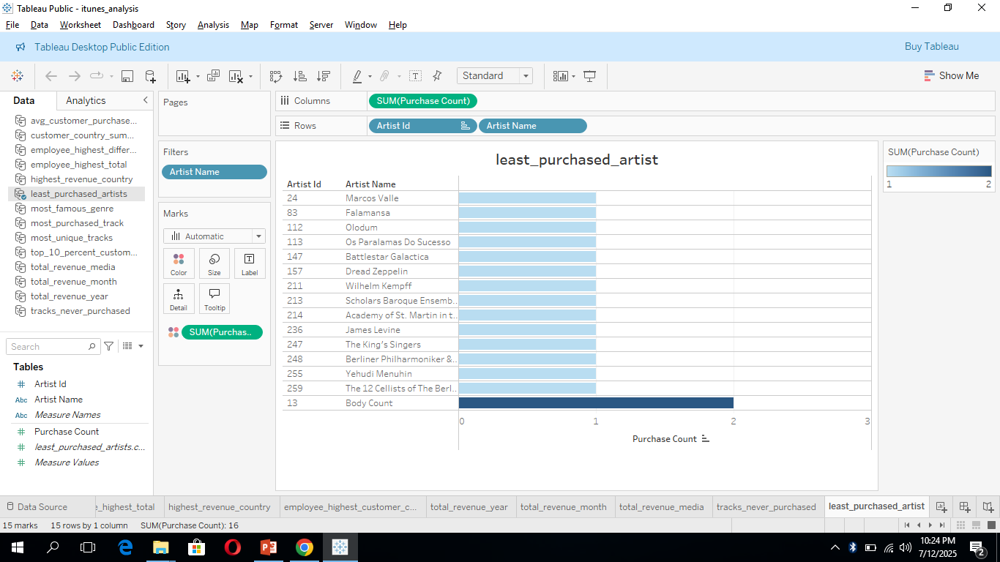 Tableau Public - itunes_analysis
File Data Worksheet Dashboard Story Analysis Map Format Server Window Help
Tableau Desktop Public Edition
Buy Tableau
Standard
Show Me
Data Analytics
avg_customer_purchase...
customer_country_sum...
employee_highest_differ...
employee_highest_total
highest_revenue_country
least_purchased_artists
most_famous_genre
most_purchased_track
most_unique_tracks
top_10_percent_custom...
total_revenue_media
total_revenue_month
total_revenue_year
tracks_never_purchased
Search
Tables
# Artist Id
Abc Artist Name
Abc Measure Names
# Purchase Count
# least_purchased_artists.c...
# Measure Values
Pages
Filters
Artist Name
Marks
Automatic
Color Size Label
Detail Tooltip
SUM(Purchas..
Columns SUM(Purchase Count)
Rows Artist Id Artist Name
least_purchased_artist
Artist Id Artist Name
24 Marcos Valle
83 Falamansa
112 Olodum
113 Os Paralamas Do Sucesso
147 Battlestar Galactica
157 Dread Zeppelin
211 Wilhelm Kempff
213 Scholars Baroque Ensemb..
214 Academy of St. Martin in t..
236 James Levine
247 The King's Singers
248 Berliner Philharmoniker &..
255 Yehudi Menuhin
259 The 12 Cellists of The Berl..
13 Body Count
0 1 2 3
Purchase Count
SUM(Purchase Count)
1 2
Data Source e_highest_total highest_revenue_country employee_highest_customer_c... total_revenue_year total_revenue_month total_revenue_media tracks_never_purchased least_purchased_artist
15 marks 15 rows by 1 column SUM(Purchase Count): 16
10:24 PM
7/12/2025
2